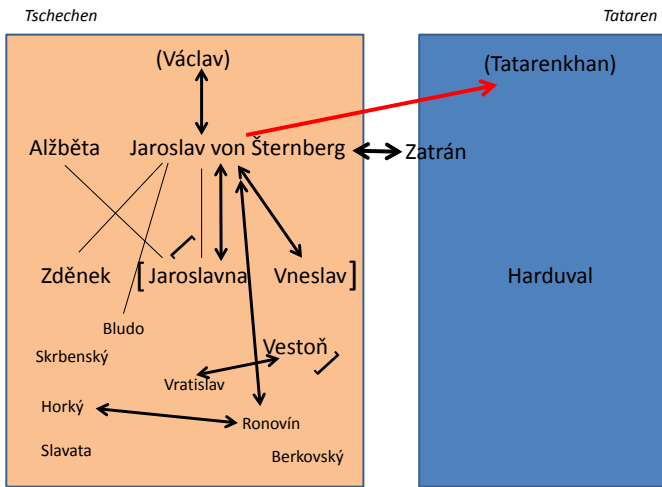 Tschechen
Tataren
(Václav)
(Tatarenkhan)
Alžběta
Jaroslav von Šternberg
Zatrán
Zděnek
[Jaroslavna
Vneslav]
Harduval
Bludo
Skrbenský
Vestoň
Vratislav
Horký
Ronovín
Slavata
Berkovský